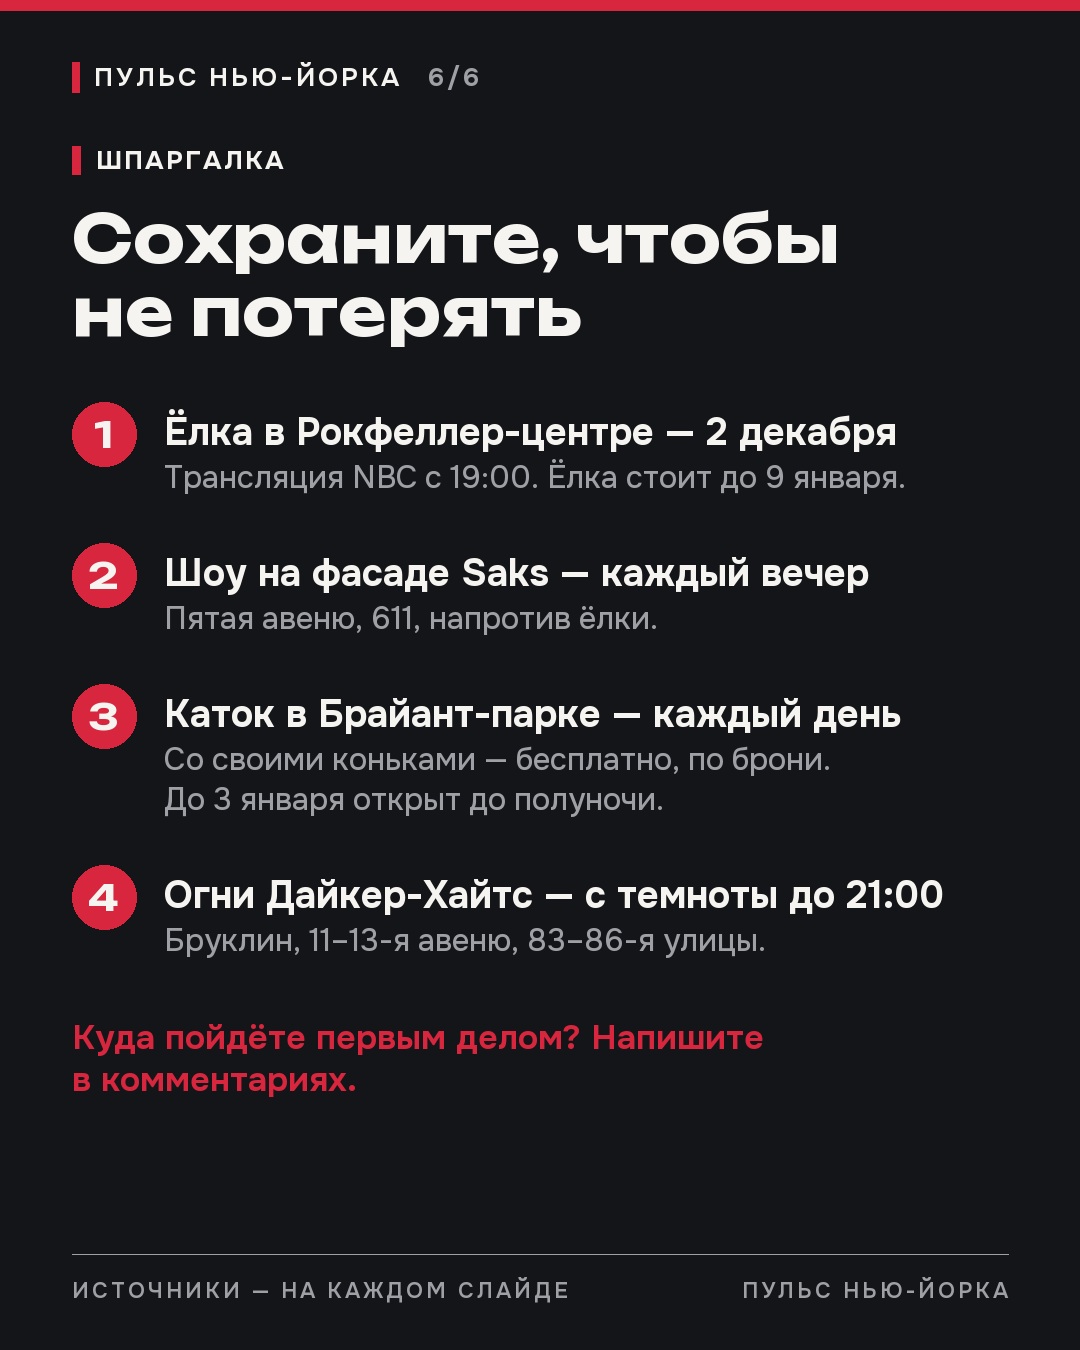 ПУЛЬС НЬЮ-ЙОРКА 6/6
ШПАРГАЛКА
Сохраните, чтобы
не потерять
1 Ёлка в Рокфеллер-центре — 2 декабря
Трансляция NBC с 19:00. Ёлка стоит до 9 января.
2 Шоу на фасаде Saks — каждый вечер
Пятая авеню, 611, напротив ёлки.
3 Каток в Брайант-парке — каждый день
Со своими коньками — бесплатно, по брони.
До 3 января открыт до полуночи.
4 Огни Дайкер-Хайтс — с темноты до 21:00
Бруклин, 11–13-я авеню, 83–86-я улицы.
Куда пойдёте первым делом? Напишите
в комментариях.
ИСТОЧНИКИ — НА КАЖДОМ СЛАЙДЕ ПУЛЬС НЬЮ-ЙОРКА